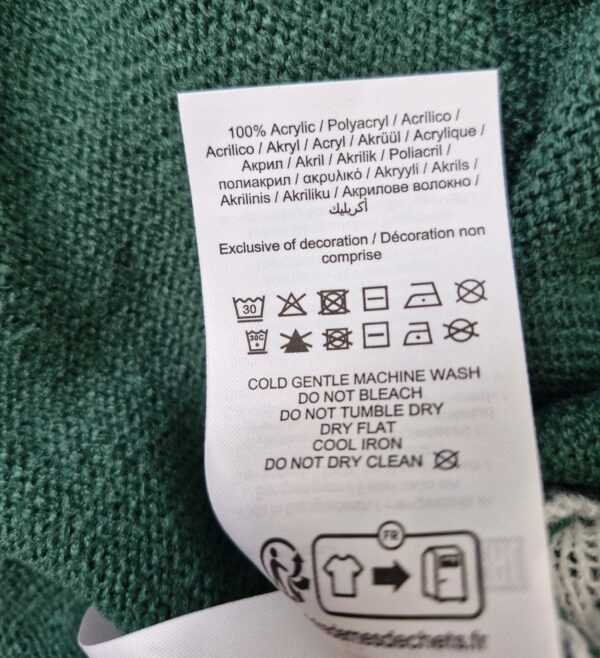 100% Acrylic / Polyacryl / Acrílico /
Acrilico / Akryl / Acryl / Akrüül / Acrylique /
Акрил / Akril / Akrilik / Poliacril /
полиакрил / ακρυλικό / Akryyli / Akrils /
Akrilinis / Akriliku / Акрилове волокно /
أكريليك
Exclusive of decoration / Décoration non
comprise
30
30C
COLD GENTLE MACHINE WASH
DO NOT BLEACH
DO NOT TUMBLE DRY
DRY FLAT
COOL IRON
DO NOT DRY CLEAN
FR